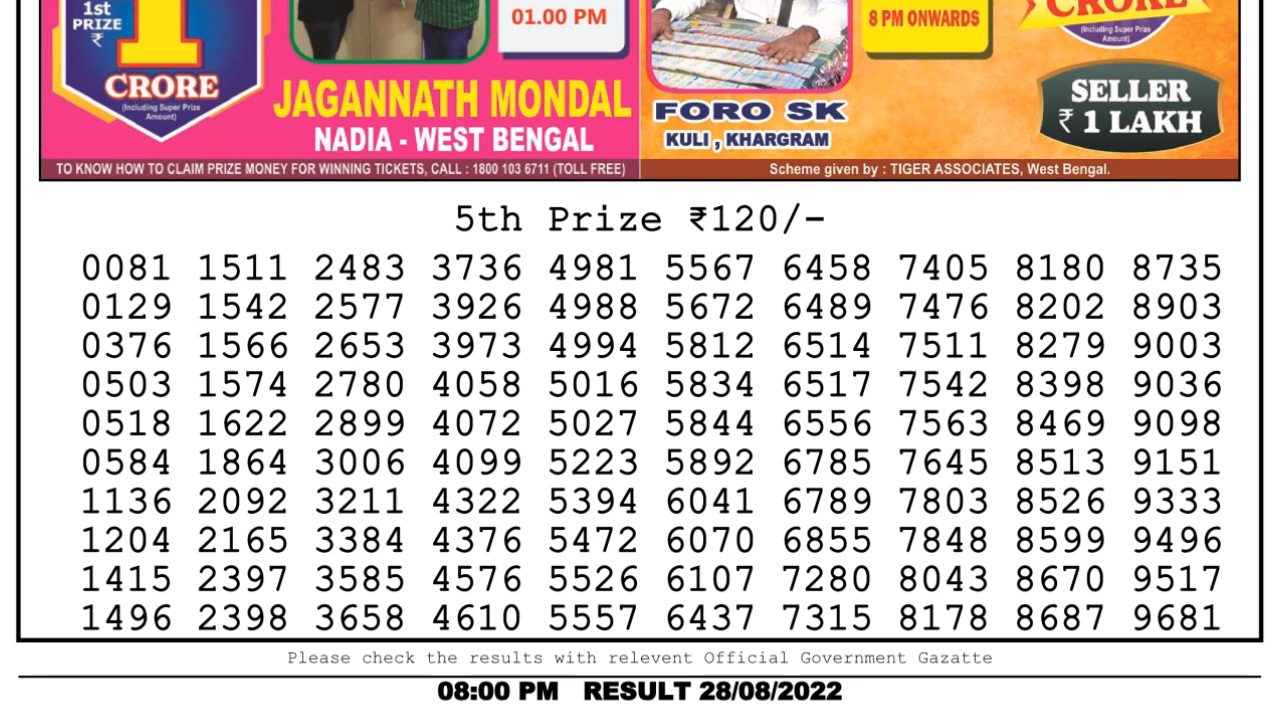 1st
PRIZE
₹
1
CRORE
(Including Super Prize
Amount)
01.00 PM
JAGANNATH MONDAL
NADIA - WEST BENGAL
TO KNOW HOW TO CLAIM PRIZE MONEY FOR WINNING TICKETS, CALL : 1800 103 6711 (TOLL FREE)
8 PM ONWARDS
CRORE
(Including Super Prize
Amount)
FORO SK
KULI , KHARGRAM
SELLER
₹ 1 LAKH
Scheme given by : TIGER ASSOCIATES, West Bengal.
5th Prize ₹120/-
0081 1511 2483 3736 4981 5567 6458 7405 8180 8735
0129 1542 2577 3926 4988 5672 6489 7476 8202 8903
0376 1566 2653 3973 4994 5812 6514 7511 8279 9003
0503 1574 2780 4058 5016 5834 6517 7542 8398 9036
0518 1622 2899 4072 5027 5844 6556 7563 8469 9098
0584 1864 3006 4099 5223 5892 6785 7645 8513 9151
1136 2092 3211 4322 5394 6041 6789 7803 8526 9333
1204 2165 3384 4376 5472 6070 6855 7848 8599 9496
1415 2397 3585 4576 5526 6107 7280 8043 8670 9517
1496 2398 3658 4610 5557 6437 7315 8178 8687 9681
Please check the results with relevent Official Government Gazatte
08:00 PM RESULT 28/08/2022